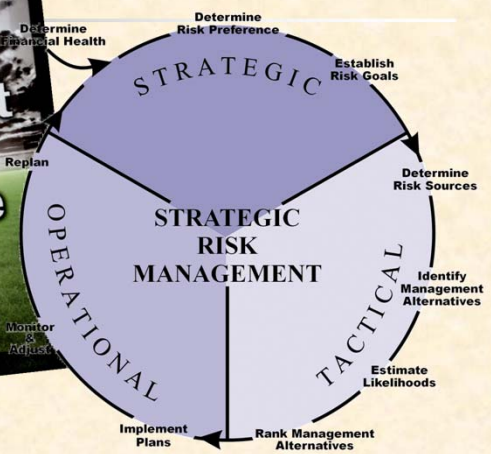 Determine
Financial Health
Determine
Risk Preference
Establish
Risk Goals
STRATEGIC
Determine
Risk Sources
Identify
Management
Alternatives
Estimate
Likelihoods
TACTICAL
Rank Management
Alternatives
Implement
Plans
Monitor
&
Adjust
Replan
OPERATIONAL
STRATEGIC
RISK
MANAGEMENT
t
e